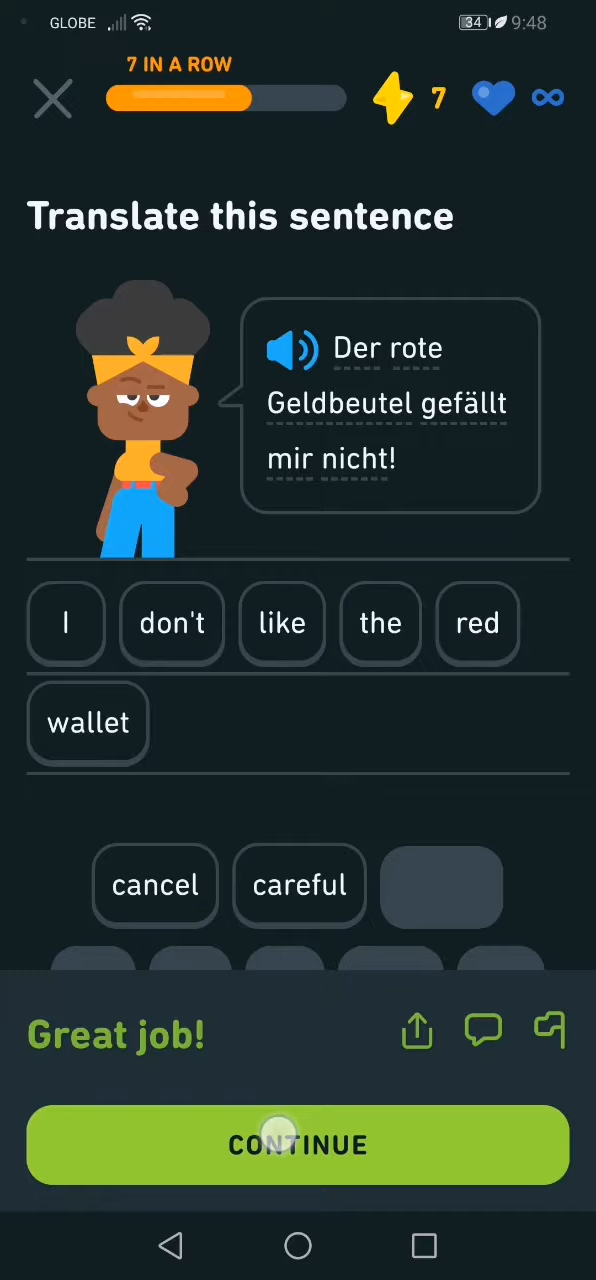 GLOBE 34 9:48
7 IN A ROW
7
Translate this sentence
Der rote
Geldbeutel gefällt
mir nicht!
I don't like the red
wallet
cancel careful
Great job!
CONTINUE